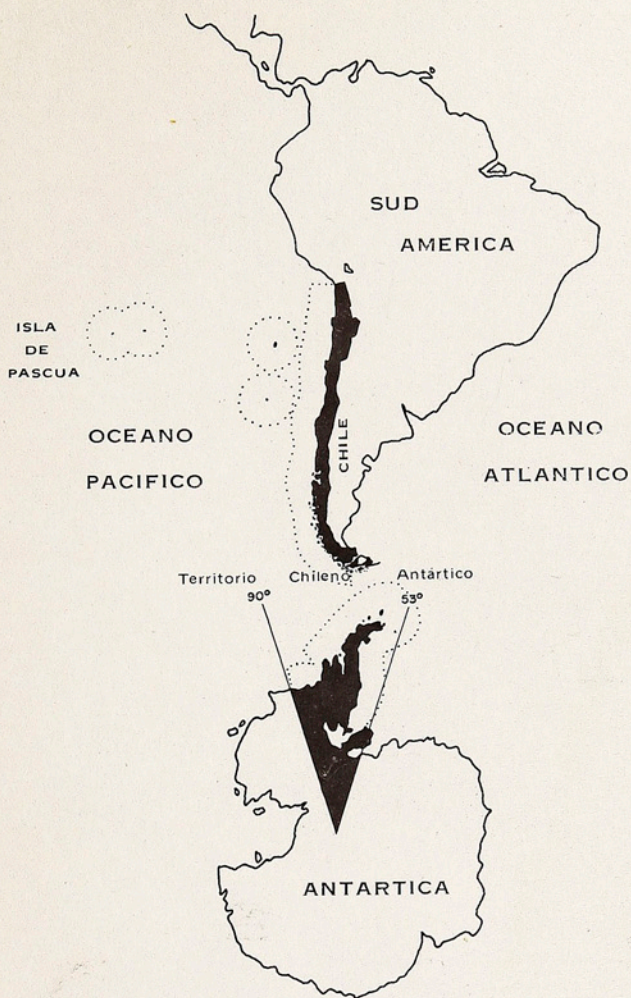 SUD
AMERICA
ISLA
DE
PASCUA
CHILE
OCEANO
PACIFICO
OCEANO
ATLANTICO
Territorio Chileno Antártico
90° 53°
ANTARTICA